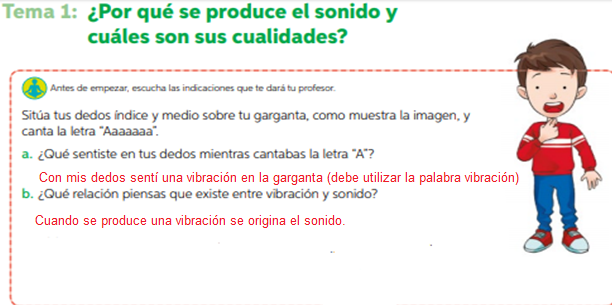 Tema 1: ¿Por qué se produce el sonido y
cuáles son sus cualidades?
Antes de empezar, escucha las indicaciones que te dará tu profesor.
Sitúa tus dedos índice y medio sobre tu garganta, como muestra la imagen, y
canta la letra "Aaaaaaa".
a. ¿Qué sentiste en tus dedos mientras cantabas la letra "A"?
Con mis dedos sentí una vibración en la garganta (debe utilizar la palabra vibración)
b. ¿Qué relación piensas que existe entre vibración y sonido?
Cuando se produce una vibración se origina el sonido.